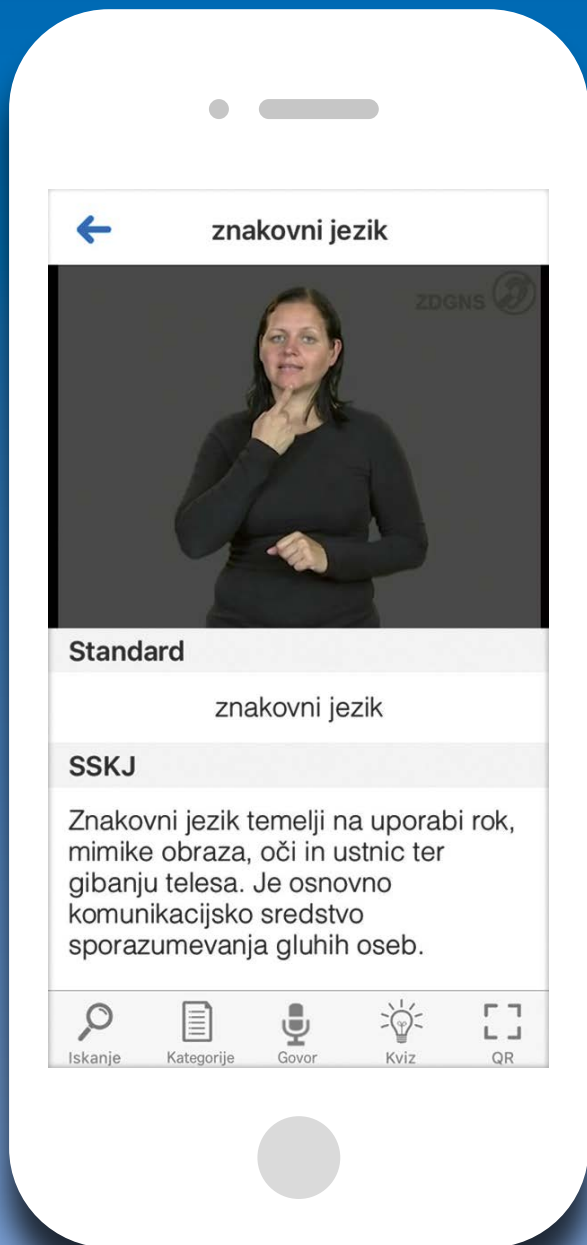 znakovni jezik
ZDGNS
Standard
znakovni jezik
SSKJ
Znakovni jezik temelji na uporabi rok,
mimike obraza, oči in ustnic ter
gibanju telesa. Je osnovno
komunikacijsko sredstvo
sporazumevanja gluhih oseb.
Iskanje Kategorije Govor Kviz QR